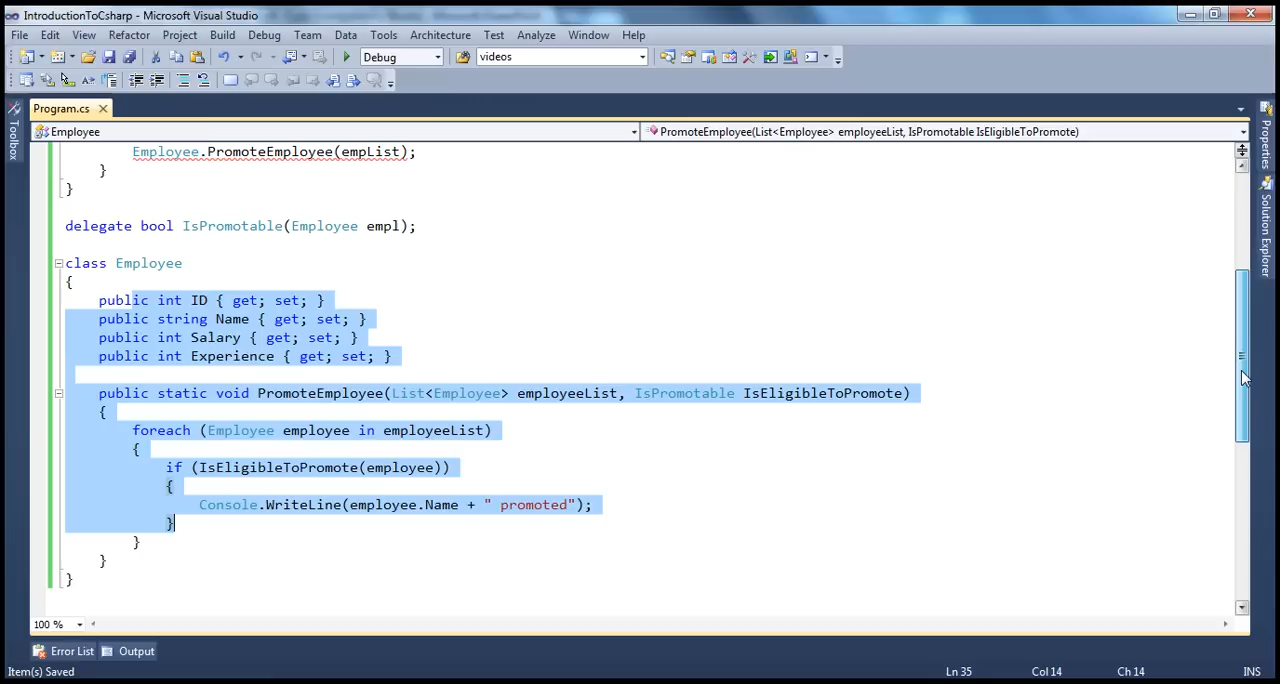 IntroductionToCsharp - Microsoft Visual Studio
File Edit View Refactor Project Build Debug Team Data Tools Architecture Test Analyze Window Help
Debug videos
Program.cs
Employee PromoteEmployee(List<Employee> employeeList, IsPromotable IsEligibleToPromote)
Toolbox
Properties
Solution Explorer
Employee.PromoteEmployee(empList);
}
}
delegate bool IsPromotable(Employee empl);
class Employee
{
public int ID { get; set; }
public string Name { get; set; }
public int Salary { get; set; }
public int Experience { get; set; }
public static void PromoteEmployee(List<Employee> employeeList, IsPromotable IsEligibleToPromote)
{
foreach (Employee employee in employeeList)
{
if (IsEligibleToPromote(employee))
{
Console.WriteLine(employee.Name + " promoted");
}
}
}
}
100 %
Error List Output
Item(s) Saved Ln 35 Col 14 Ch 14 INS